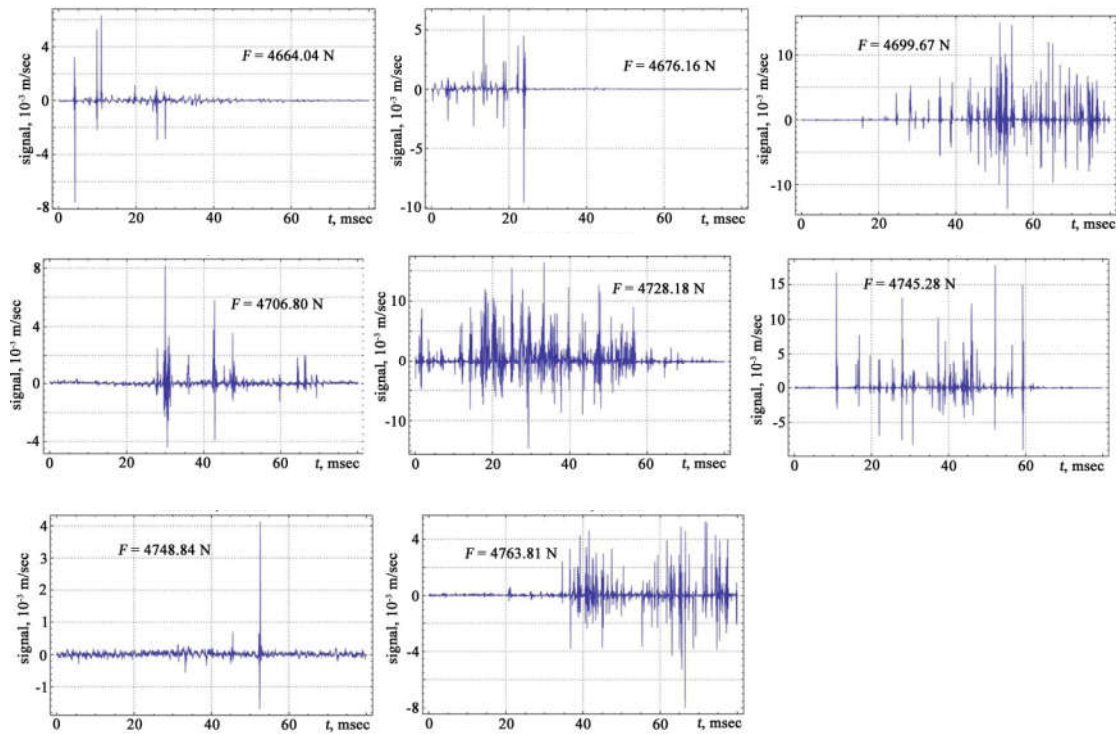 signal, 10⁻³ m/sec
4
0
-4
-8
F = 4664.04 N
0 20 40 60 t, msec
signal, 10⁻³ m/sec
5
0
-5
-10
F = 4676.16 N
0 20 40 60 t, msec
signal, 10⁻³ m/sec
10
0
-10
F = 4699.67 N
0 20 40 60 t, msec
signal, 10⁻³ m/sec
8
4
0
-4
F = 4706.80 N
0 20 40 60 t, msec
signal, 10⁻³ m/sec
10
0
-10
F = 4728.18 N
0 20 40 60 t, msec
signal, 10⁻³ m/sec
15
10
5
0
-5
F = 4745.28 N
0 20 40 60 t, msec
signal, 10⁻³ m/sec
4
3
2
1
0
-1
F = 4748.84 N
0 20 40 60 t, msec
signal, 10⁻³ m/sec
4
0
-4
-8
F = 4763.81 N
0 20 40 60 t, msec